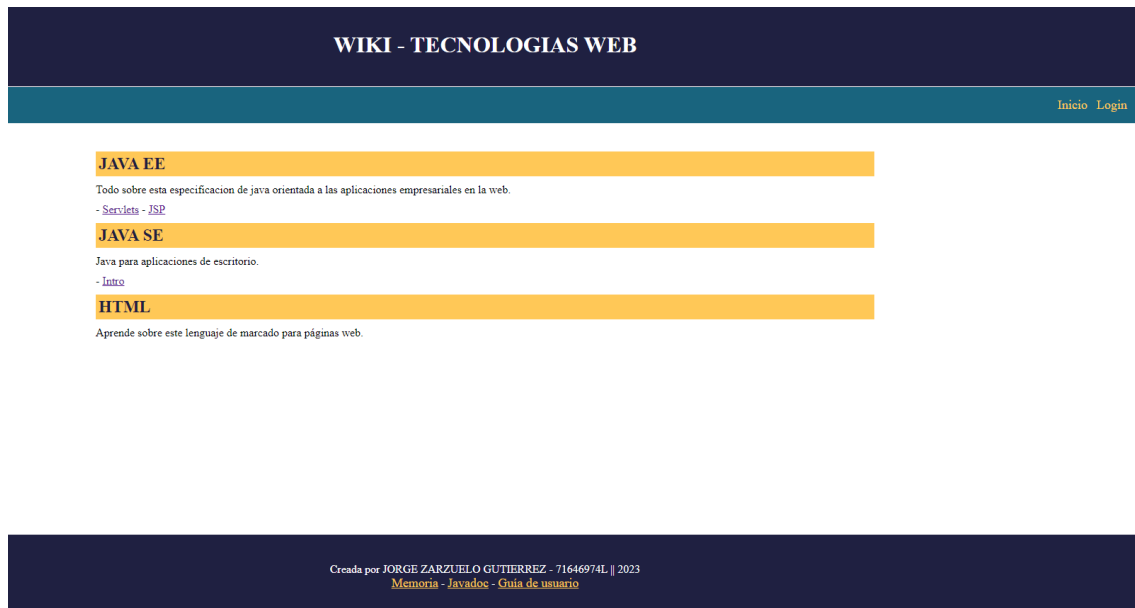 WIKI - TECNOLOGIAS WEB
Inicio Login
JAVA EE
Todo sobre esta especificacion de java orientada a las aplicaciones empresariales en la web.
- Servlets - JSP
JAVA SE
Java para aplicaciones de escritorio.
- Intro
HTML
Aprende sobre este lenguaje de marcado para páginas web.
Creada por JORGE ZARZUELO GUTIERREZ - 71646974L || 2023
Memoria - Javadoc - Guía de usuario